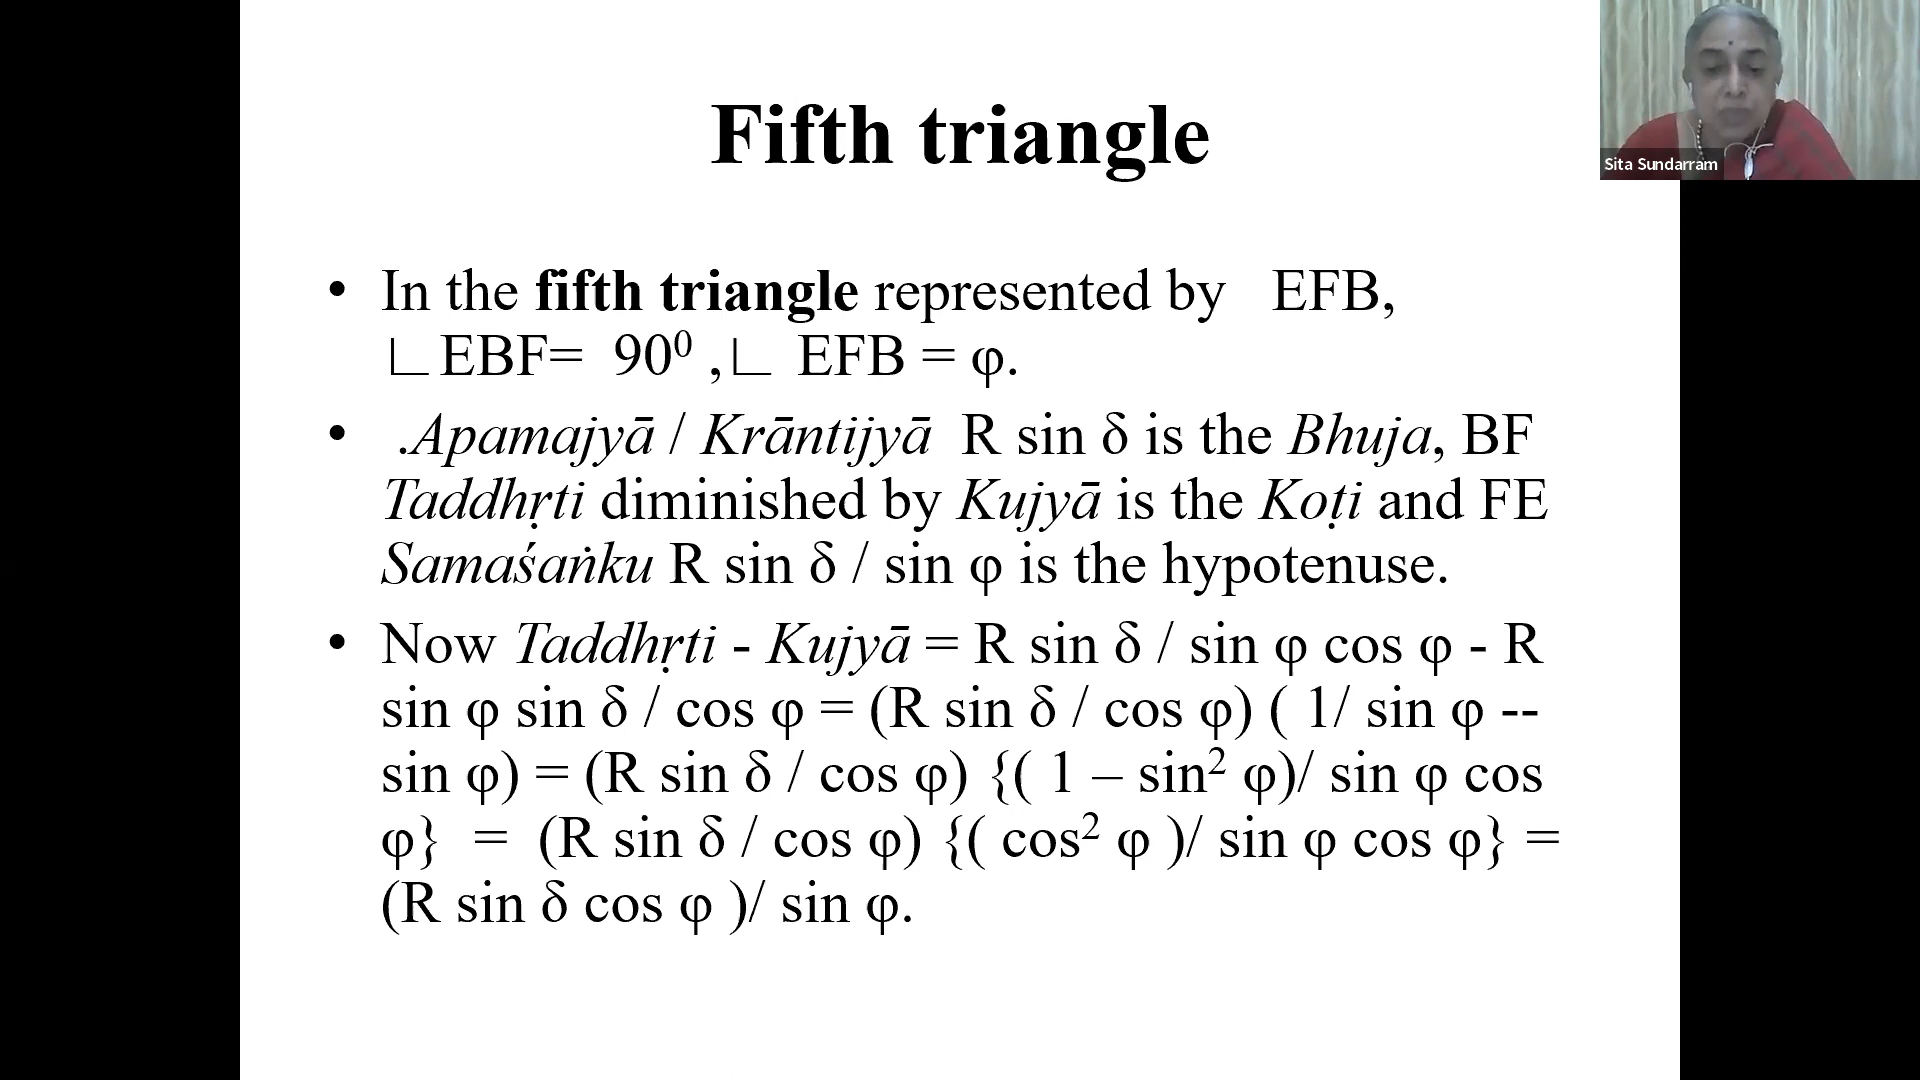 Fifth triangle
Sita Sundarram
• In the fifth triangle represented by EFB,
∟EBF= 90⁰ ,∟ EFB = φ.
• .Apamajyā / Krāntijyā R sin δ is the Bhuja, BF
Taddhṛti diminished by Kujyā is the Koṭi and FE
Samaśaṅku R sin δ / sin φ is the hypotenuse.
• Now Taddhṛti - Kujyā = R sin δ / sin φ cos φ - R
sin φ sin δ / cos φ = (R sin δ / cos φ) ( 1/ sin φ --
sin φ) = (R sin δ / cos φ) {( 1 – sin² φ)/ sin φ cos
φ} = (R sin δ / cos φ) {( cos² φ )/ sin φ cos φ} =
(R sin δ cos φ )/ sin φ.